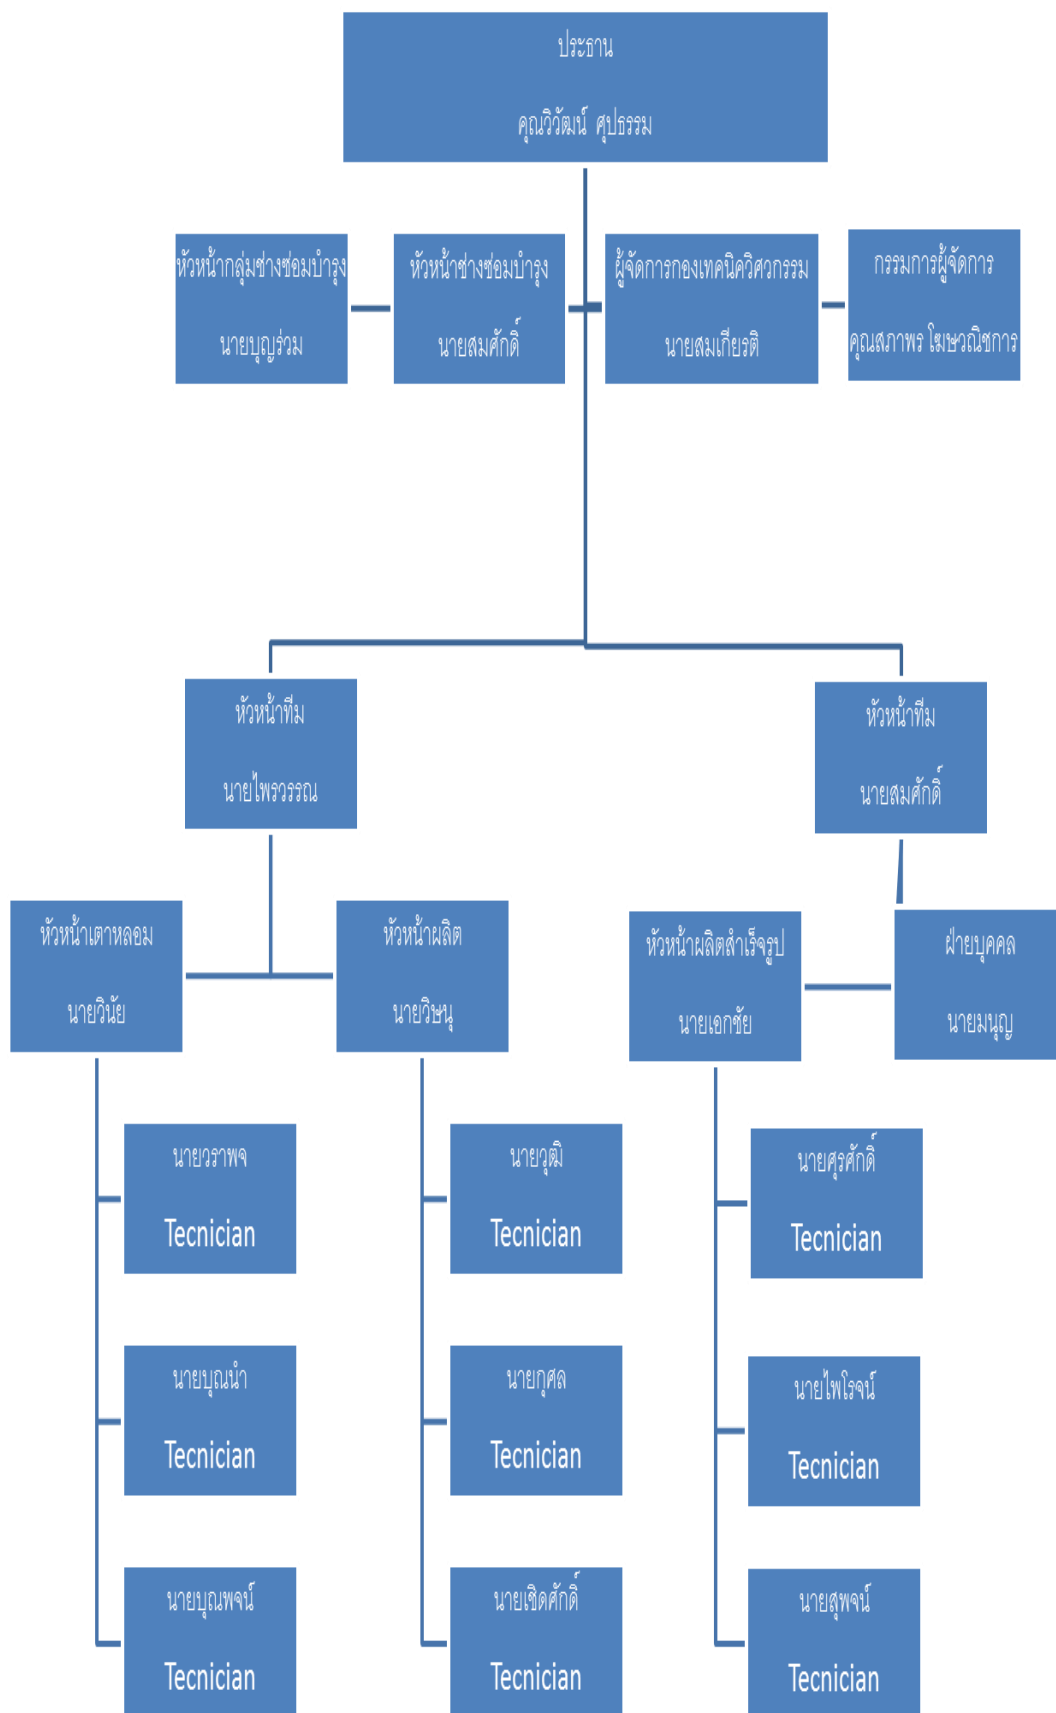 ประธาน
คุณวิวัฒน์ ศุปธรรม
หัวหน้ากลุ่มช่างซ่อมบำรุง
นายบุญร่วม
หัวหน้าช่างซ่อมบำรุง
นายสมศักดิ์
ผู้จัดการกองเทคนิควิศวกรรม
นายสมเกียรติ
กรรมการผู้จัดการ
คุณสภาพร โฆษวณิชการ
หัวหน้าทีม
นายไพรวรรณ
หัวหน้าทีม
นายสมศักดิ์
หัวหน้าเตาหลอม
นายวินัย
หัวหน้าผลิต
นายวิษนุ
หัวหน้าผลิตสำเร็จรูป
นายเอกชัย
ฝ่ายบุคคล
นายมนุญ
นายวราพจ
Tecnician
นายวุฒิ
Tecnician
นายศุรศักดิ์
Tecnician
นายบุณนำ
Tecnician
นายกุศล
Tecnician
นายไพโรจน์
Tecnician
นายบุณพจน์
Tecnician
นายเชิดศักดิ์
Tecnician
นายสุพจน์
Tecnician